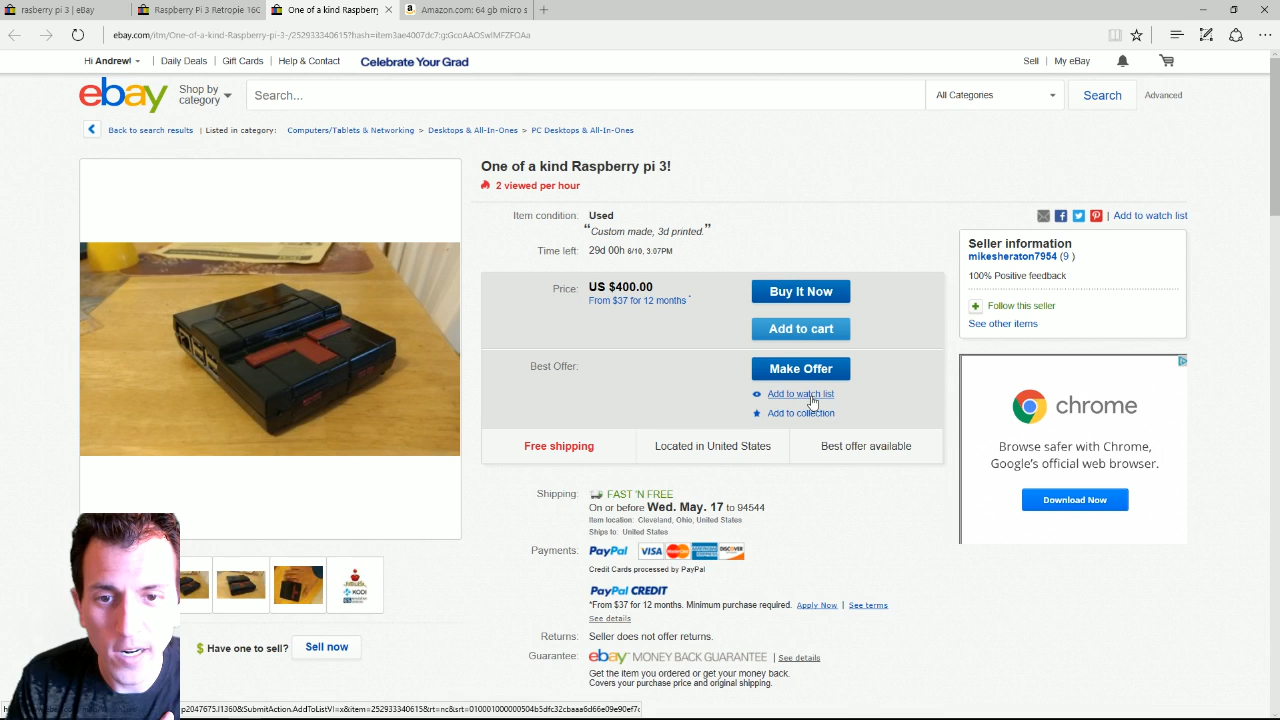 rasberry pi 3 | eBay
Raspberry Pi 3 Retropie 16G
One of a kind Raspberry
Amazon.com: 64 gb micro s
ebay.com/itm/One-of-a-kind-Raspberry-pi-3-/252933340615?hash=item3ae4007dc7:g:GcoAAOSwlMFZFOAa
Hi Andrew! | Daily Deals | Gift Cards | Help & Contact Celebrate Your Grad
Sell | My eBay
ebay Shop by category
Search...
All Categories
Search
Advanced
Back to search results | Listed in category: Computers/Tablets & Networking > Desktops & All-In-Ones > PC Desktops & All-In-Ones
One of a kind Raspberry pi 3!
2 viewed per hour
Item condition: Used
“Custom made, 3d printed.”
Time left: 29d 00h 6/10, 3:07PM
Price: US $400.00
From $37 for 12 months *
Buy It Now
Add to cart
Best Offer:
Make Offer
Add to watch list
Add to collection
Free shipping
Located in United States
Best offer available
| Add to watch list
Seller information
mikesheraton7954 (9 )
100% Positive feedback
Follow this seller
See other items
chrome
Browse safer with Chrome,
Google's official web browser.
Download Now
Shipping: FAST 'N FREE
On or before Wed. May. 17 to 94544
Item location: Cleveland, Ohio, United States
Ships to: United States
Payments: PayPal VISA MasterCard AMERICAN EXPRESS DISCOVER
Credit Cards processed by PayPal
PayPal CREDIT
*From $37 for 12 months. Minimum purchase required. Apply Now | See terms
See details
Returns: Seller does not offer returns.
Guarantee: ebay MONEY BACK GUARANTEE | See details
Get the item you ordered or get your money back.
Covers your purchase price and original shipping.
KODI
Have one to sell? Sell now